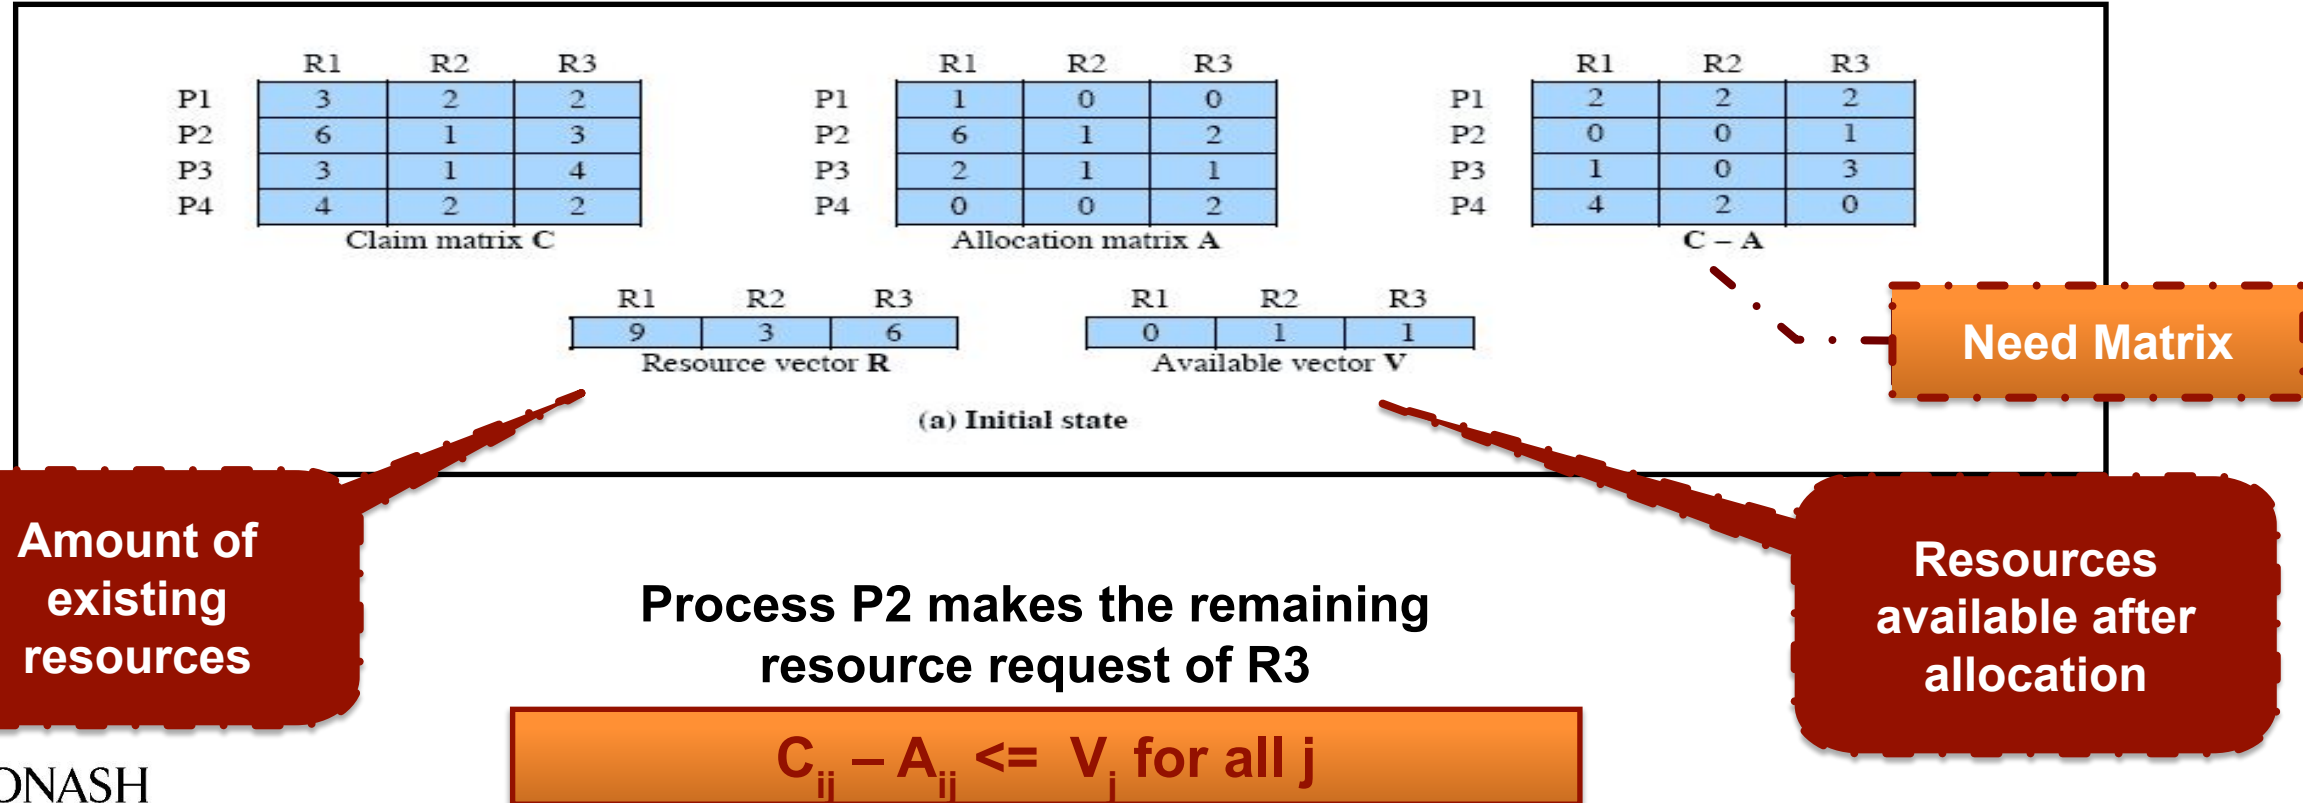 R1 R2 R3
P1 3 2 2
P2 6 1 3
P3 3 1 4
P4 4 2 2
Claim matrix C
R1 R2 R3
P1 1 0 0
P2 6 1 2
P3 2 1 1
P4 0 0 2
Allocation matrix A
R1 R2 R3
P1 2 2 2
P2 0 0 1
P3 1 0 3
P4 4 2 0
C – A
R1 R2 R3
9 3 6
Resource vector R
R1 R2 R3
0 1 1
Available vector V
Need Matrix
(a) Initial state
Amount of
existing
resources
Resources
available after
allocation
Process P2 makes the remaining
resource request of R3
Cij – Aij <= Vj for all j
ONASH